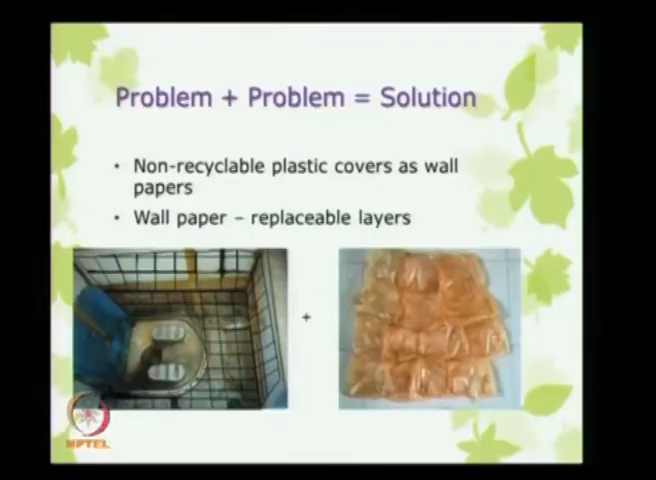 Problem + Problem = Solution
• Non-recyclable plastic covers as wall
papers
• Wall paper – replaceable layers
+
NPTEL